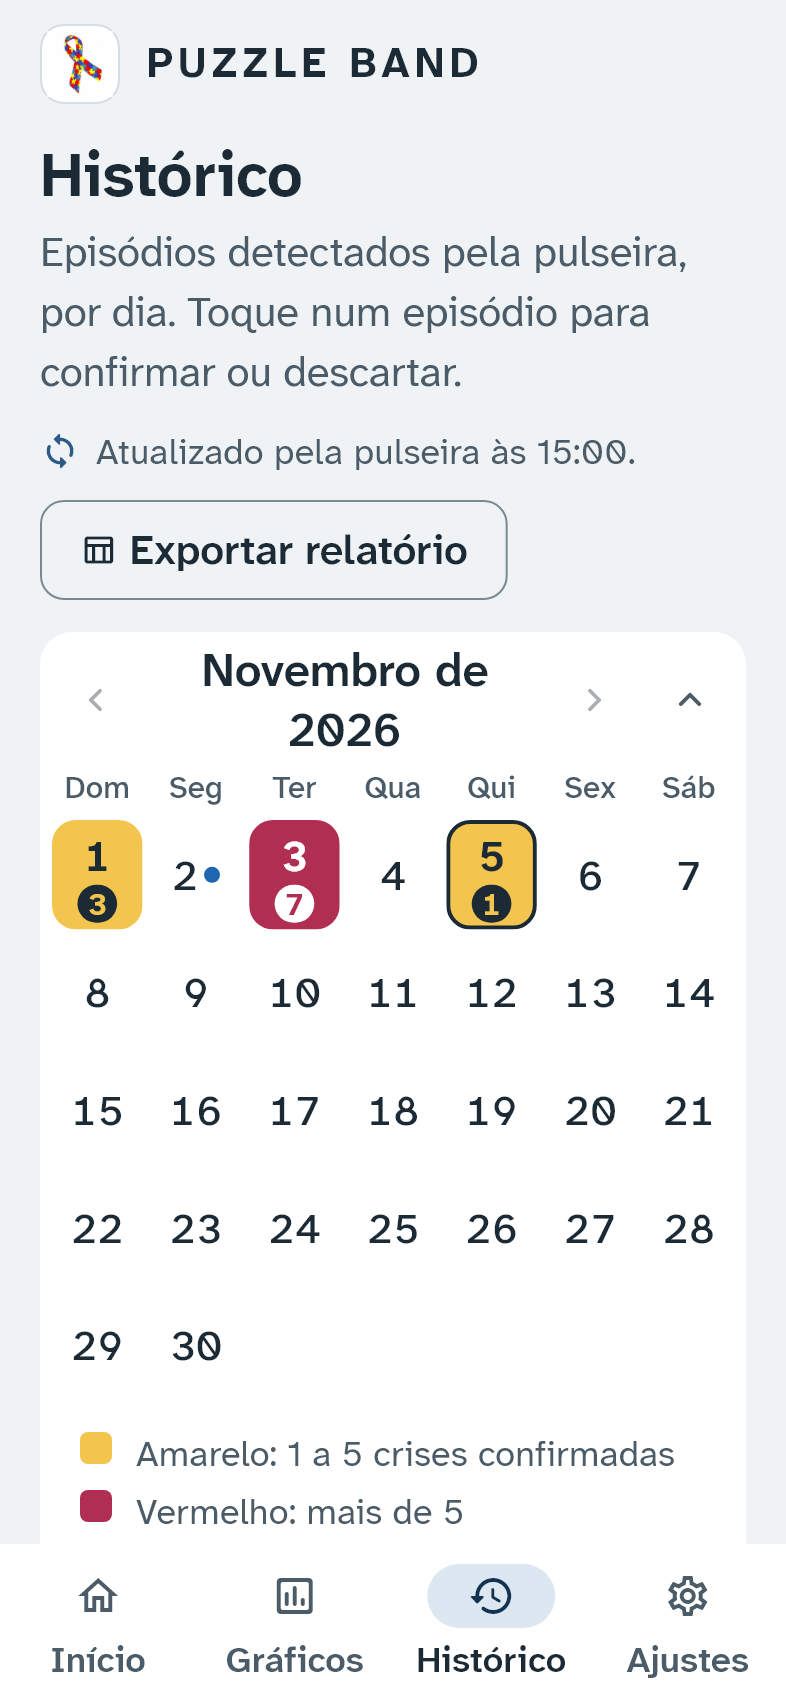 PUZZLE BAND
Histórico
Episódios detectados pela pulseira,
por dia. Toque num episódio para
confirmar ou descartar.
Atualizado pela pulseira às 15:00.
Exportar relatório
Novembro de
2026
Dom Seg Ter Qua Qui Sex Sáb
1 2 3 4 5 6 7
3 7 1
8 9 10 11 12 13 14
15 16 17 18 19 20 21
22 23 24 25 26 27 28
29 30
Amarelo: 1 a 5 crises confirmadas
Vermelho: mais de 5
Início Gráficos Histórico Ajustes